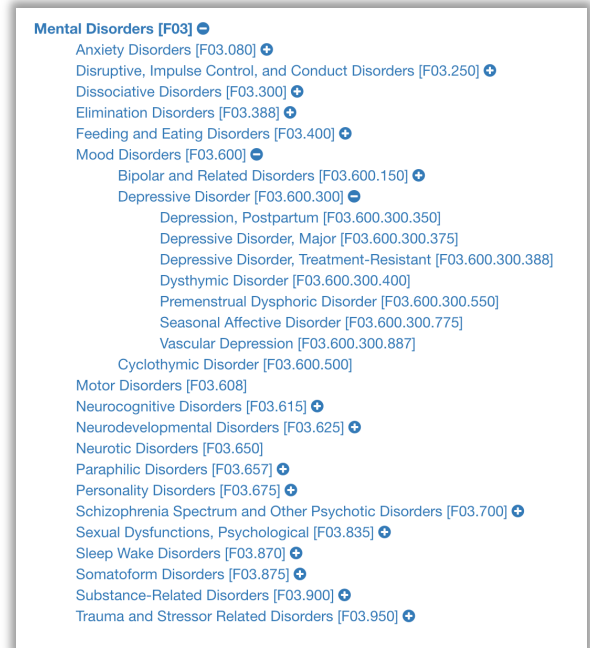 Mental Disorders [F03]
Anxiety Disorders [F03.080]
Disruptive, Impulse Control, and Conduct Disorders [F03.250]
Dissociative Disorders [F03.300]
Elimination Disorders [F03.388]
Feeding and Eating Disorders [F03.400]
Mood Disorders [F03.600]
Bipolar and Related Disorders [F03.600.150]
Depressive Disorder [F03.600.300]
Depression, Postpartum [F03.600.300.350]
Depressive Disorder, Major [F03.600.300.375]
Depressive Disorder, Treatment-Resistant [F03.600.300.388]
Dysthymic Disorder [F03.600.300.400]
Premenstrual Dysphoric Disorder [F03.600.300.550]
Seasonal Affective Disorder [F03.600.300.775]
Vascular Depression [F03.600.300.887]
Cyclothymic Disorder [F03.600.500]
Motor Disorders [F03.608]
Neurocognitive Disorders [F03.615]
Neurodevelopmental Disorders [F03.625]
Neurotic Disorders [F03.650]
Paraphilic Disorders [F03.657]
Personality Disorders [F03.675]
Schizophrenia Spectrum and Other Psychotic Disorders [F03.700]
Sexual Dysfunctions, Psychological [F03.835]
Sleep Wake Disorders [F03.870]
Somatoform Disorders [F03.875]
Substance-Related Disorders [F03.900]
Trauma and Stressor Related Disorders [F03.950]